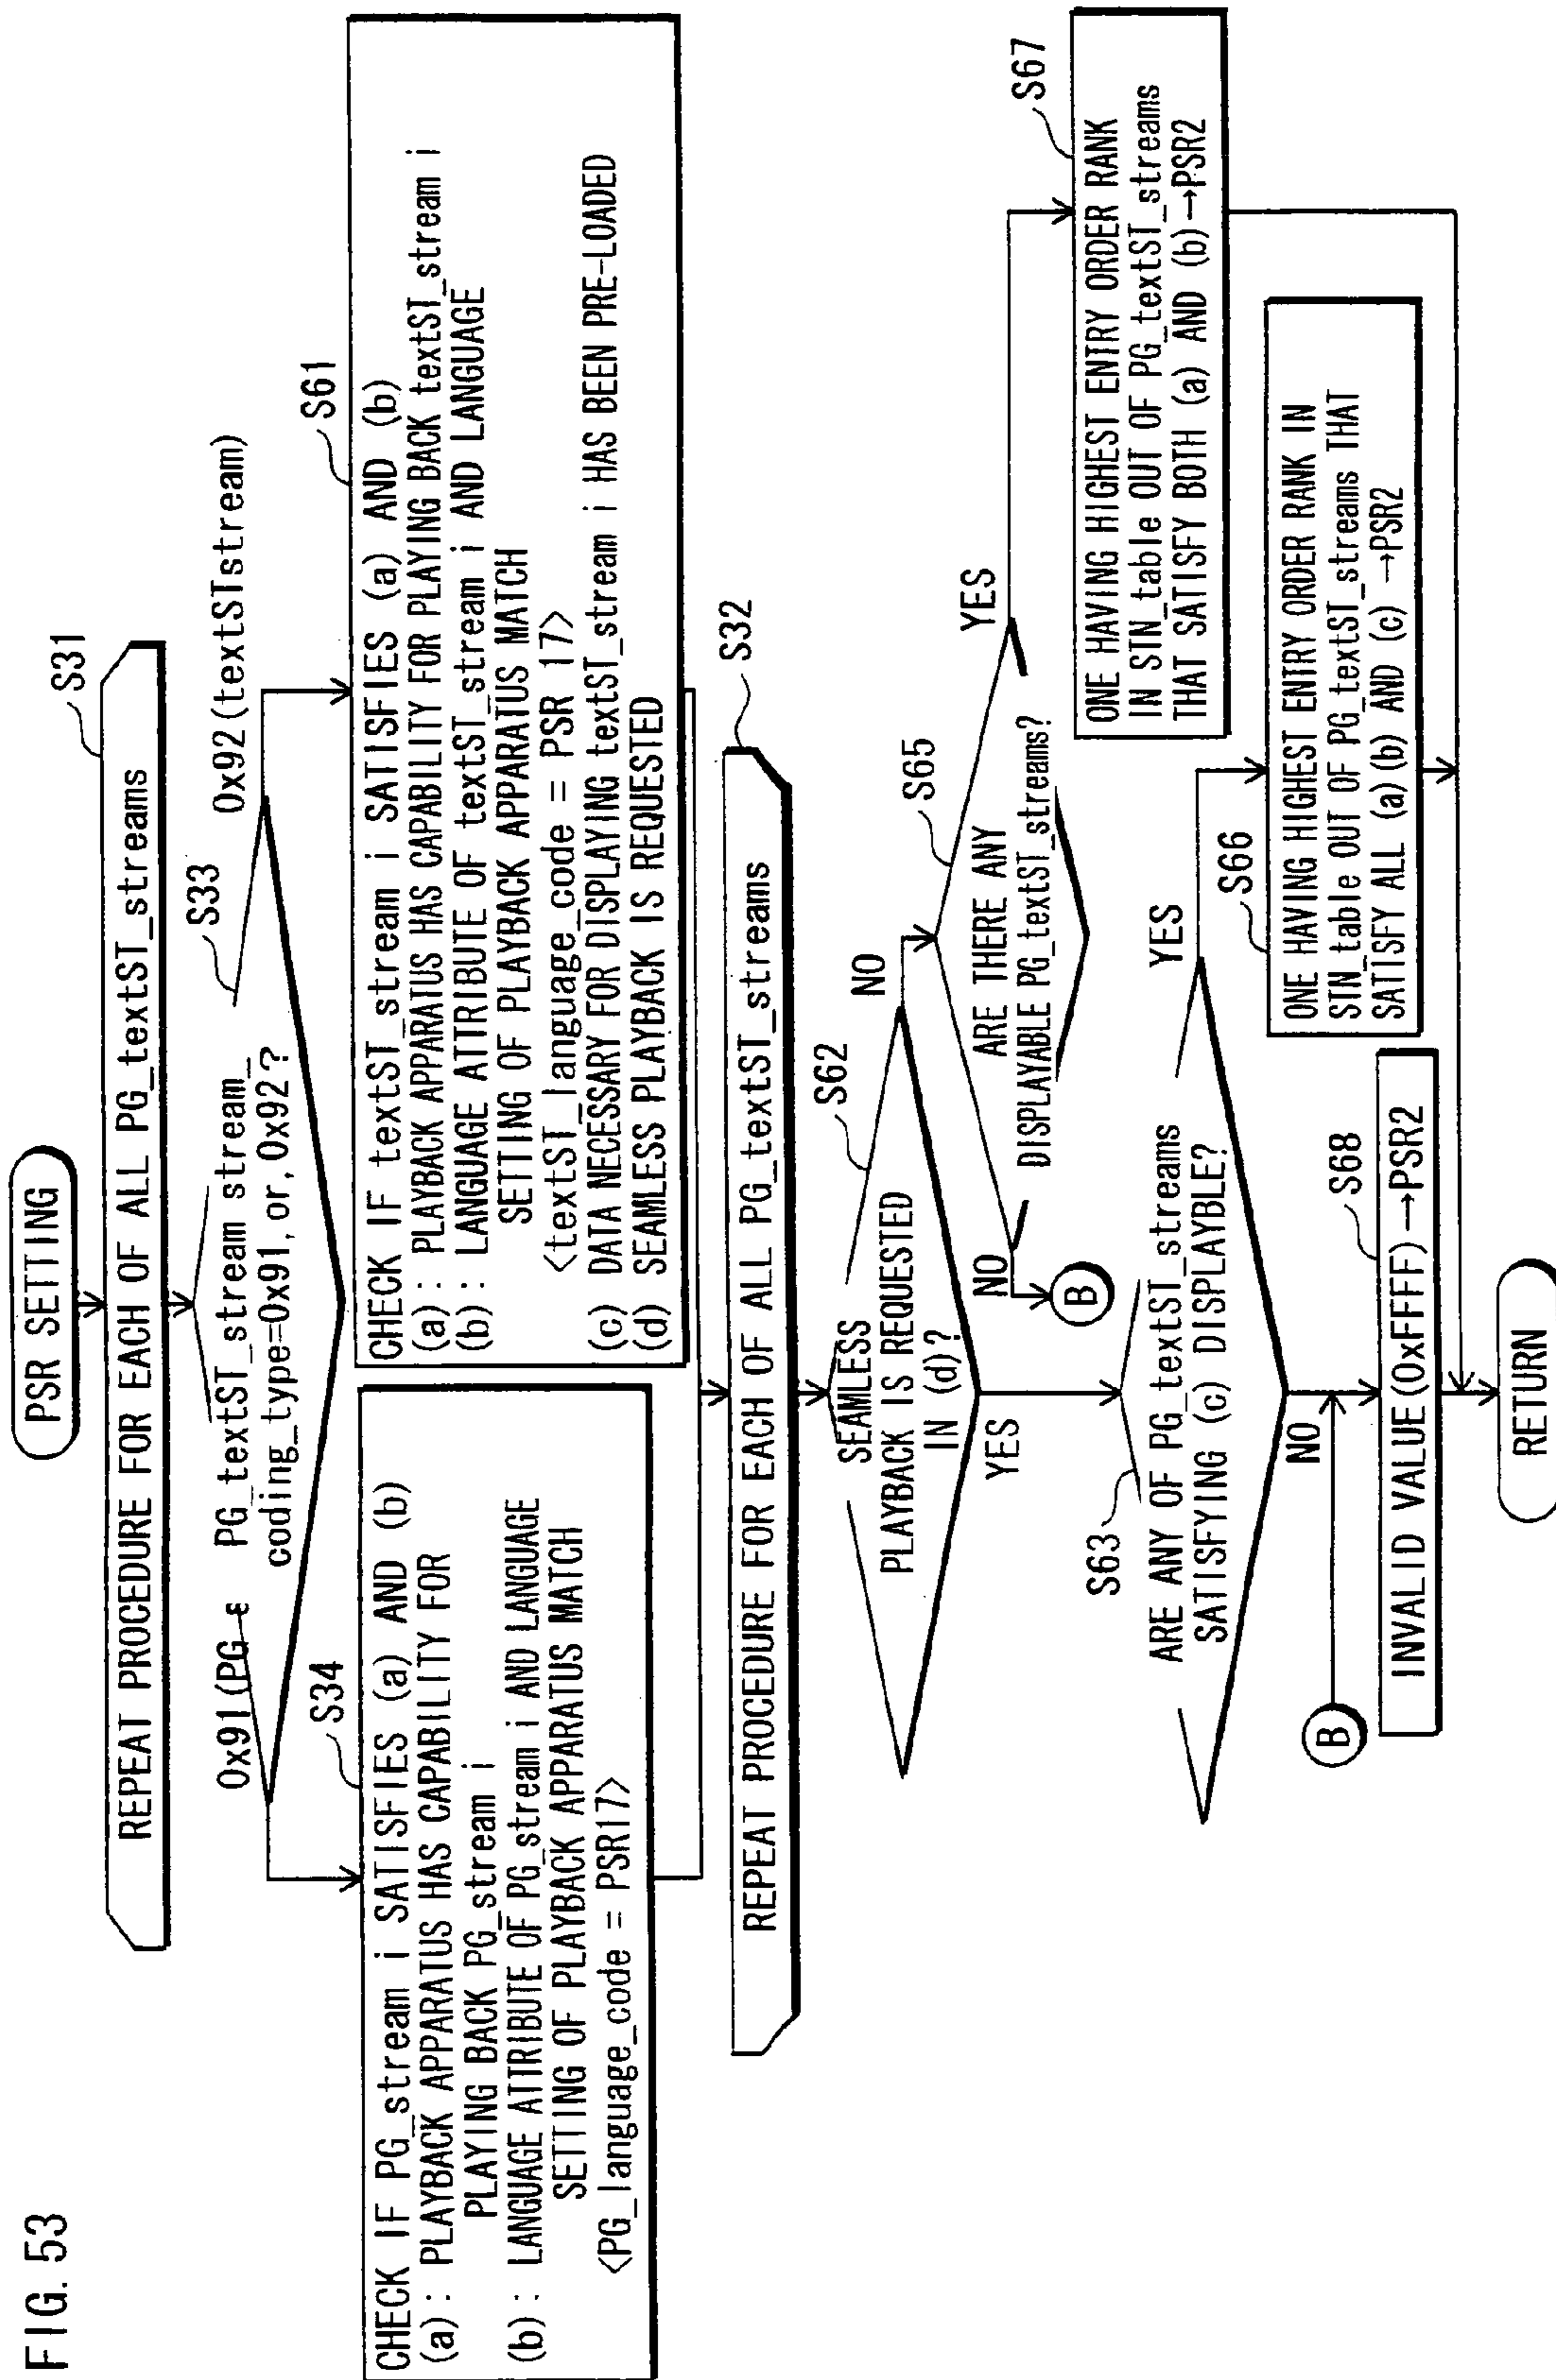 FIG. 53
PSR SETTING
S31
REPEAT PROCEDURE FOR EACH OF ALL PG_textST_streams
S33
PG_textST_stream stream_
coding_type=0x91, or, 0x92?
0x91(PG
0x92(textSTstream)
S34
CHECK IF PG_stream i SATISFIES (a) AND (b)
(a): PLAYBACK APPARATUS HAS CAPABILITY FOR
PLAYING BACK PG_stream i
(b): LANGUAGE ATTRIBUTE OF PG_stream i AND LANGUAGE
SETTING OF PLAYBACK APPARATUS MATCH
<PG_language_code = PSR17>
S61
CHECK IF textST_stream i SATISFIES (a) AND (b)
(a): PLAYBACK APPARATUS HAS CAPABILITY FOR PLAYING BACK textST_stream i
(b): LANGUAGE ATTRIBUTE OF textST_stream i AND LANGUAGE
SETTING OF PLAYBACK APPARATUS MATCH
<textST_language_code = PSR 17>
(c) DATA NECESSARY FOR DISPLAYING textST_stream i HAS BEEN PRE-LOADED
(d) SEAMLESS PLAYBACK IS REQUESTED
S32
REPEAT PROCEDURE FOR EACH OF ALL PG_textST_streams
S62
SEAMLESS
PLAYBACK IS REQUESTED
IN (d)?
NO
YES
S65
ARE THERE ANY
DISPLAYABLE PG_textST_streams?
YES
NO
B
S67
ONE HAVING HIGHEST ENTRY ORDER RANK
IN STN_table OUT OF PG_textST_streams
THAT SATISFY BOTH (a) AND (b)→PSR2
S63
ARE ANY OF PG_textST_streams
SATISFYING (c) DISPLAYBLE?
YES
NO
S66
ONE HAVING HIGHEST ENTRY ORDER RANK IN
STN_table OUT OF PG_textST_streams THAT
SATISFY ALL (a)(b) AND (c) →PSR2
B
S68
INVALID VALUE(0xFFFF)→PSR2
RETURN